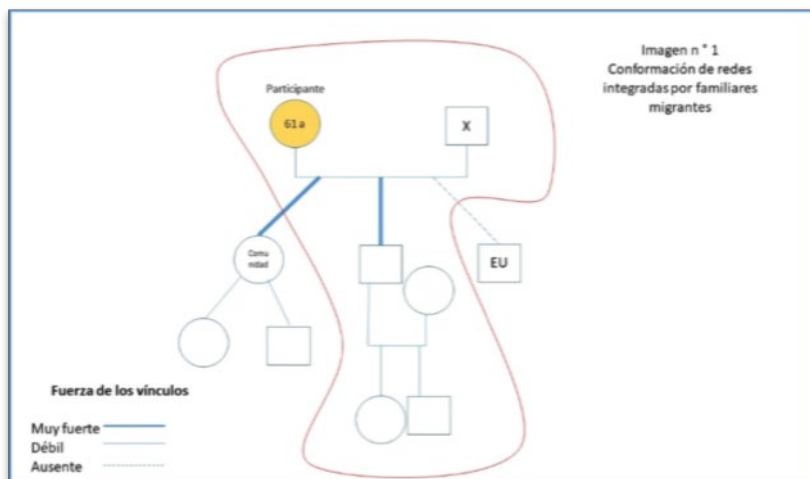 Imagen n ° 1
Conformación de redes
integradas por familiares
migrantes
Participante
61 a
X
Comu
nidad
EU
Fuerza de los vínculos
Muy fuerte
Débil
Ausente